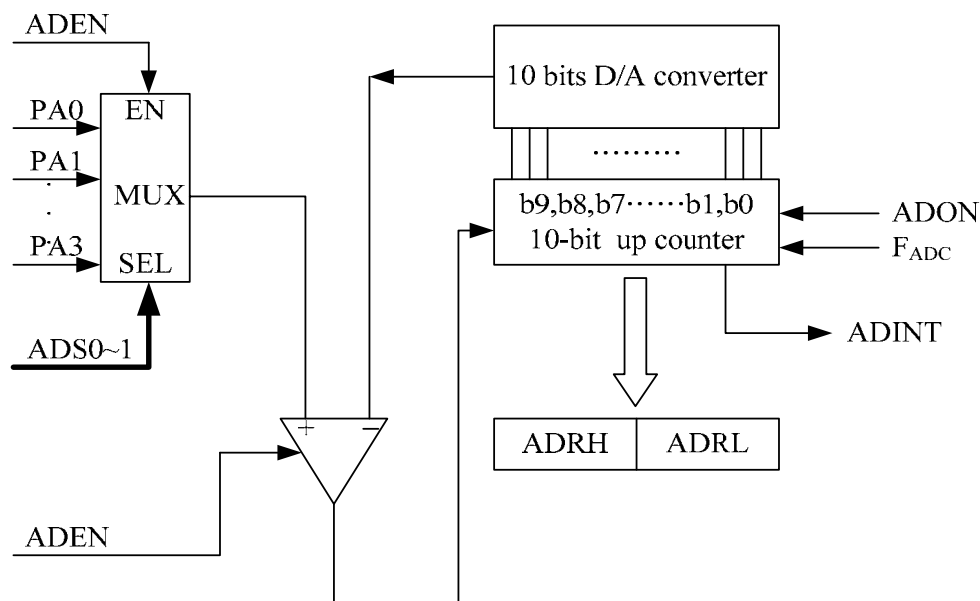 ADEN
EN
PA0
PA1
MUX
PA3
SEL
ADS0~1
10 bits D/A converter
.........
b9,b8,b7······b1,b0
10-bit up counter
ADON
F_ADC
ADINT
+ −
ADRH
ADRL
ADEN